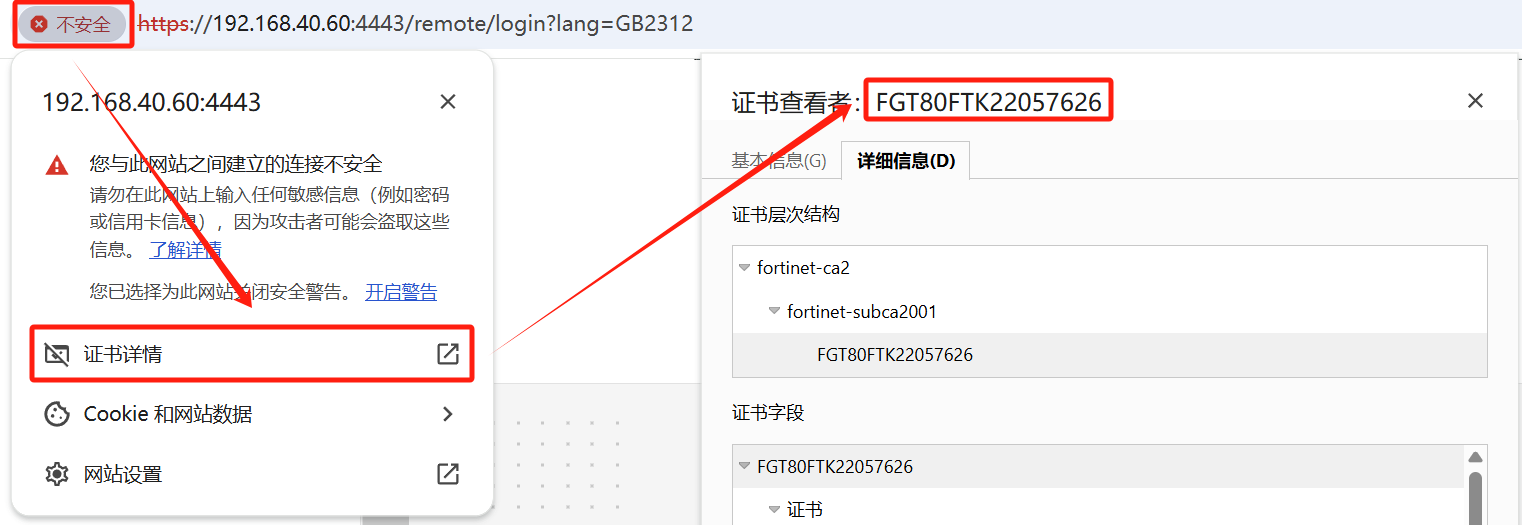 不安全 https://192.168.40.60:4443/remote/login?lang=GB2312
192.168.40.60:4443
您与此网站之间建立的连接不安全
请勿在此网站上输入任何敏感信息（例如密码
或信用卡信息），因为攻击者可能会盗取这些
信息。 了解详情
您已选择为此网站关闭安全警告。 开启警告
证书详情
Cookie 和网站数据
网站设置
证书查看者：FGT80FTK22057626
基本信息(G) 详细信息(D)
证书层次结构
fortinet-ca2
fortinet-subca2001
FGT80FTK22057626
证书字段
FGT80FTK22057626
证书